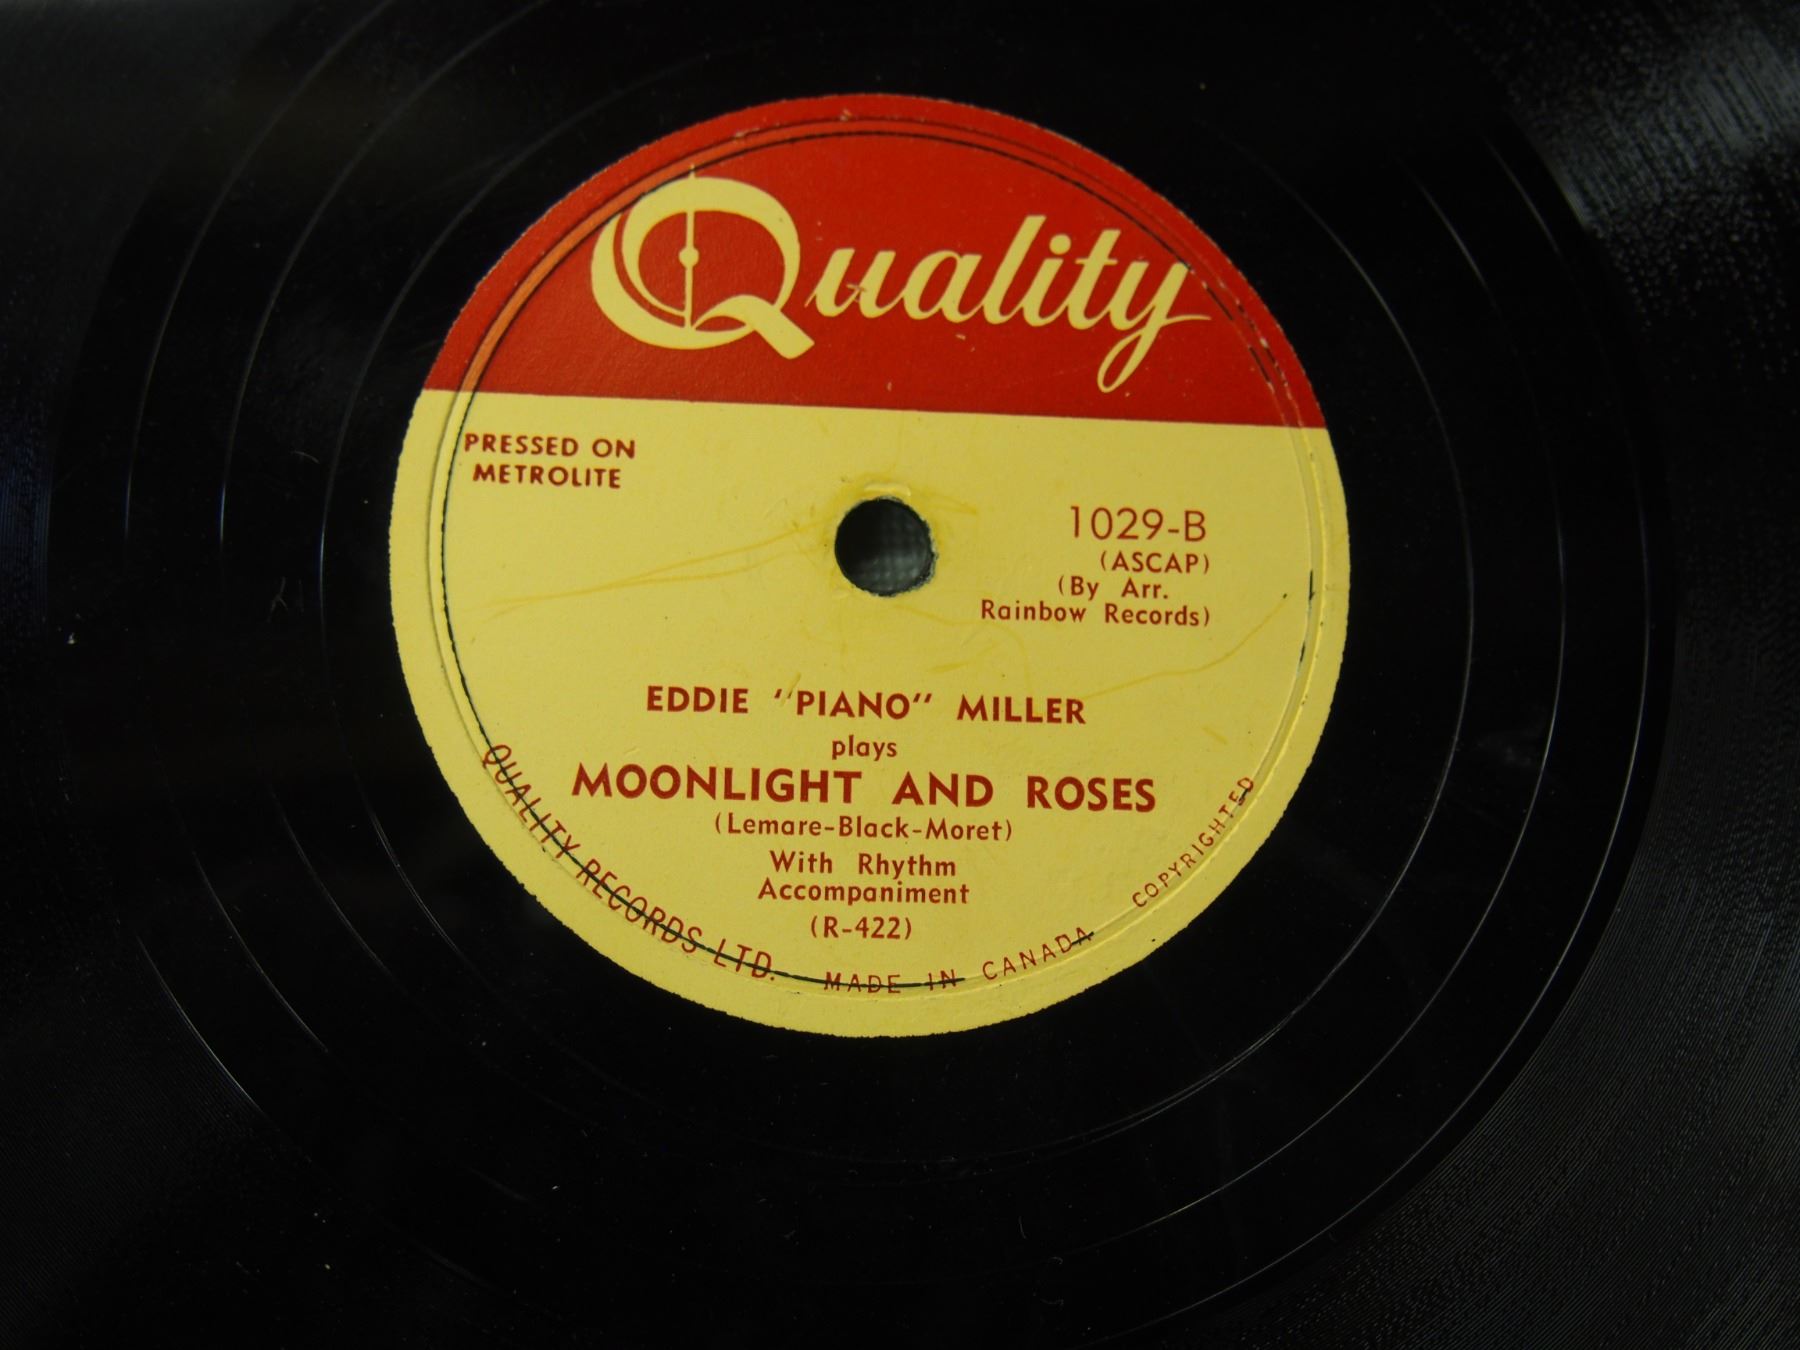 Quality
PRESSED ON
METROLITE
1029-B
(ASCAP)
(By Arr.
Rainbow Records)
EDDIE "PIANO" MILLER
plays
MOONLIGHT AND ROSES
(Lemare-Black-Moret)
With Rhythm
Accompaniment
(R-422)
QUALITY RECORDS LTD. MADE IN CANADA COPYRIGHTED